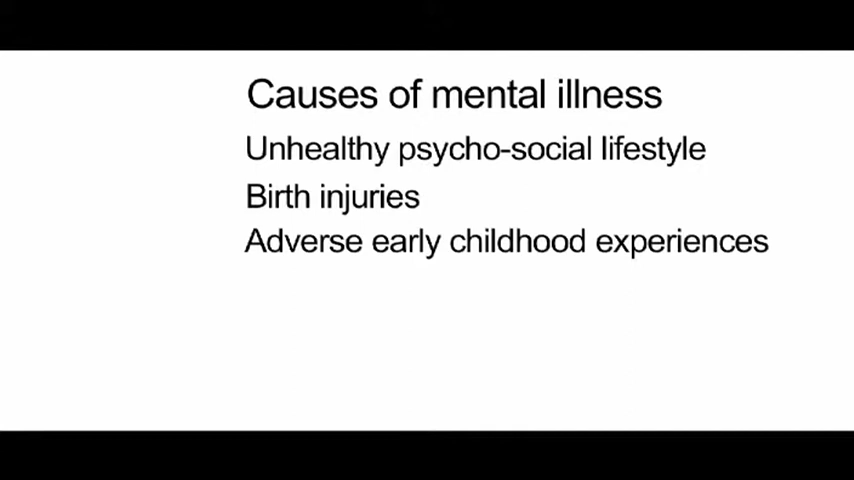 Causes of mental illness
Unhealthy psycho-social lifestyle
Birth injuries
Adverse early childhood experiences